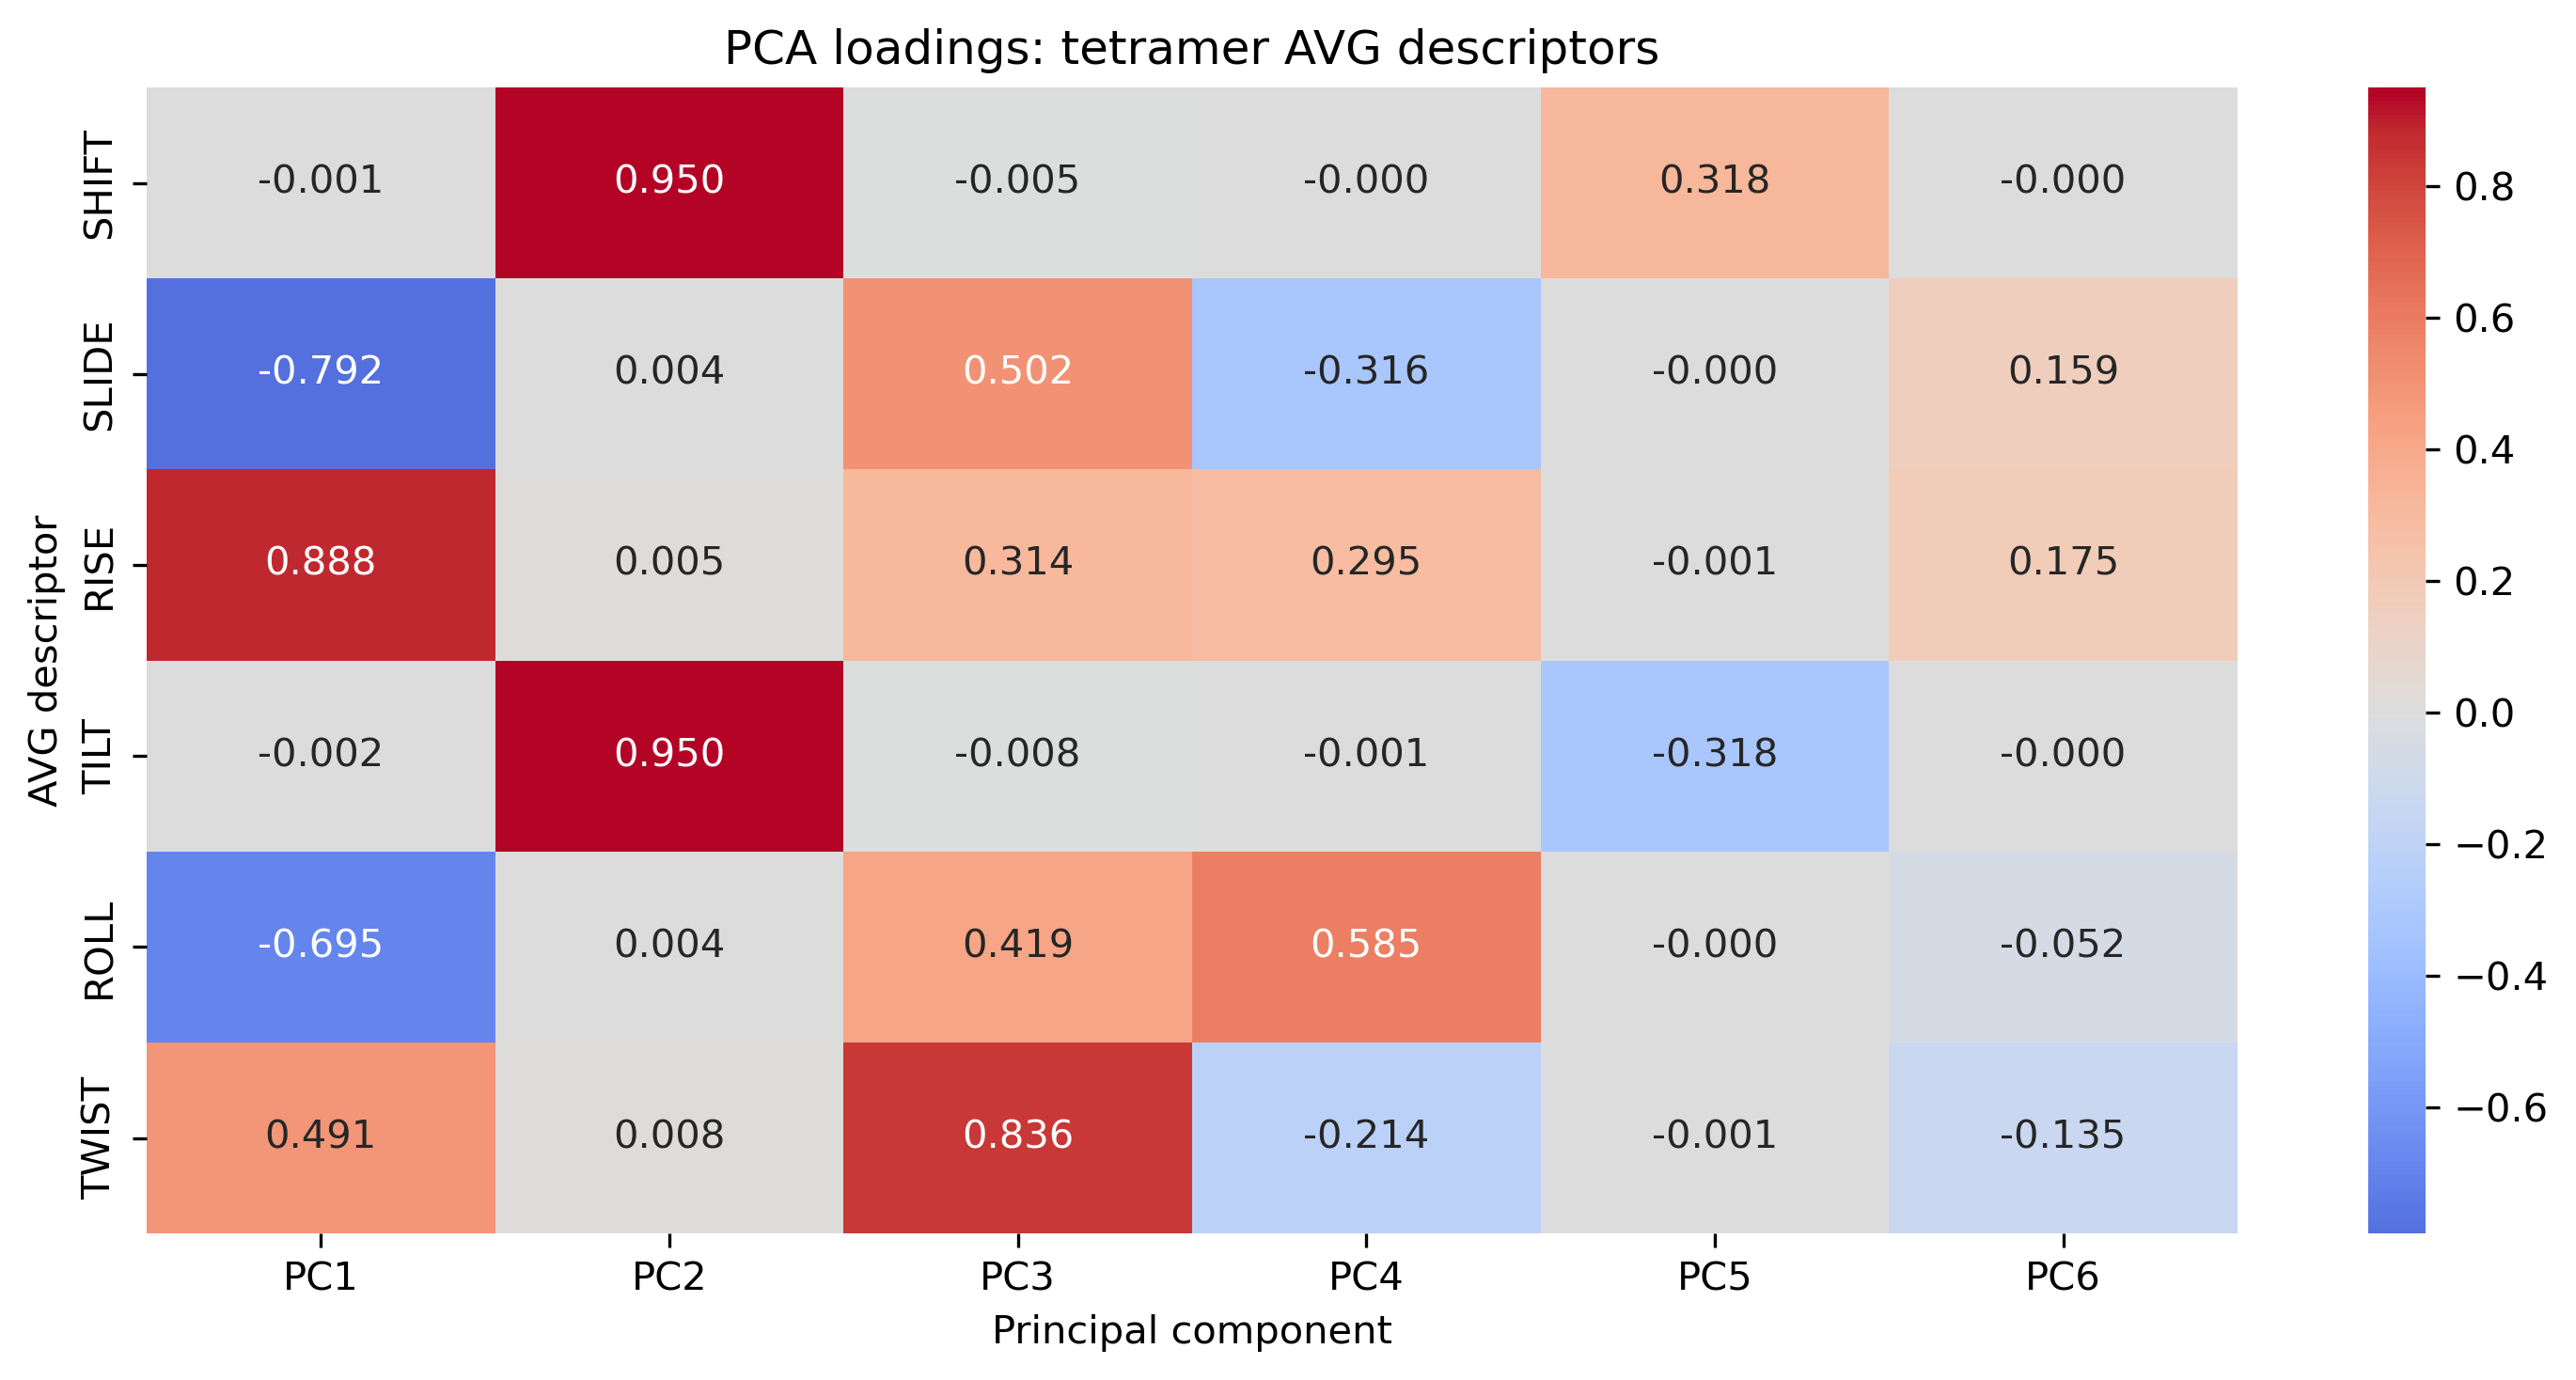 PCA loadings: tetramer AVG descriptors
SHIFT -0.001 0.950 -0.005 -0.000 0.318 -0.000
SLIDE -0.792 0.004 0.502 -0.316 -0.000 0.159
RISE 0.888 0.005 0.314 0.295 -0.001 0.175
TILT -0.002 0.950 -0.008 -0.001 -0.318 -0.000
ROLL -0.695 0.004 0.419 0.585 -0.000 -0.052
TWIST 0.491 0.008 0.836 -0.214 -0.001 -0.135
AVG descriptor
PC1 PC2 PC3 PC4 PC5 PC6
Principal component
0.8
0.6
0.4
0.2
0.0
−0.2
−0.4
−0.6